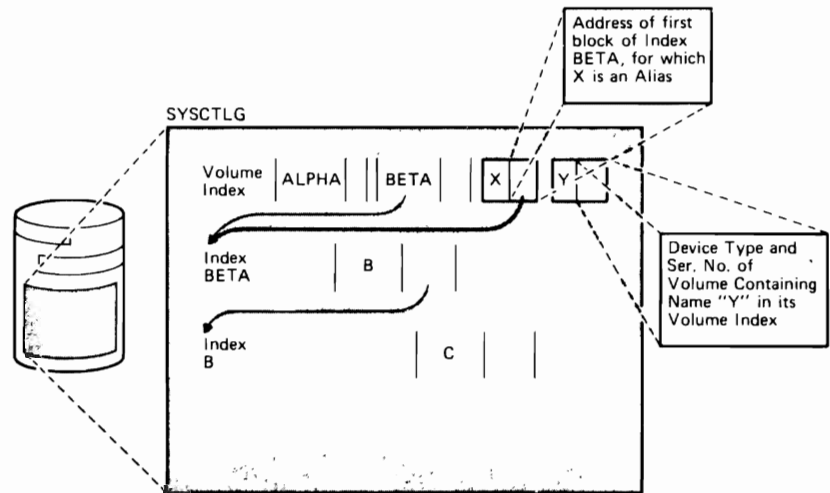 Address of first
block of Index
BETA, for which
X is an Alias
SYSCTLG
Volume
Index
ALPHA
BETA
X
Y
Index
BETA
B
Device Type and
Ser. No. of
Volume Containing
Name "Y" in its
Volume Index
Index
B
C